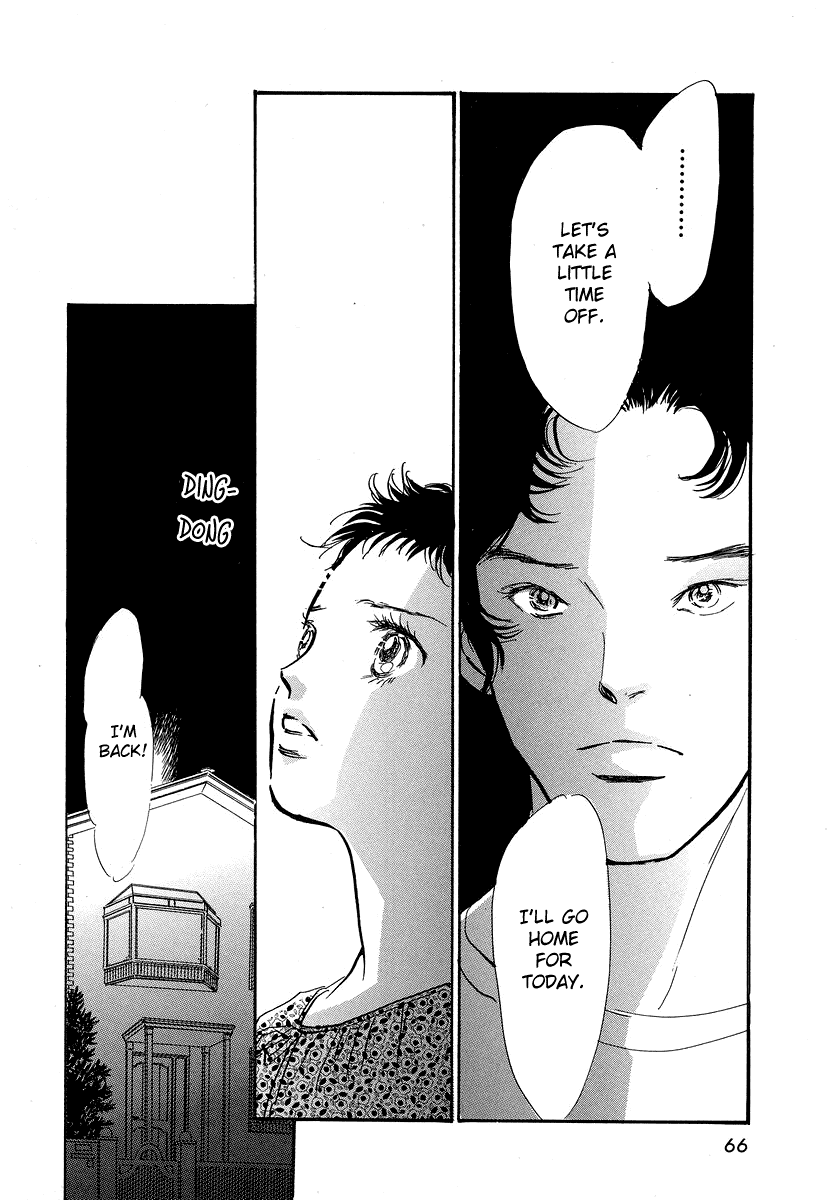 ..........
LET'S
TAKE A
LITTLE
TIME
OFF.
I'LL GO
HOME
FOR
TODAY.
DING-
DONG
I'M
BACK!
66